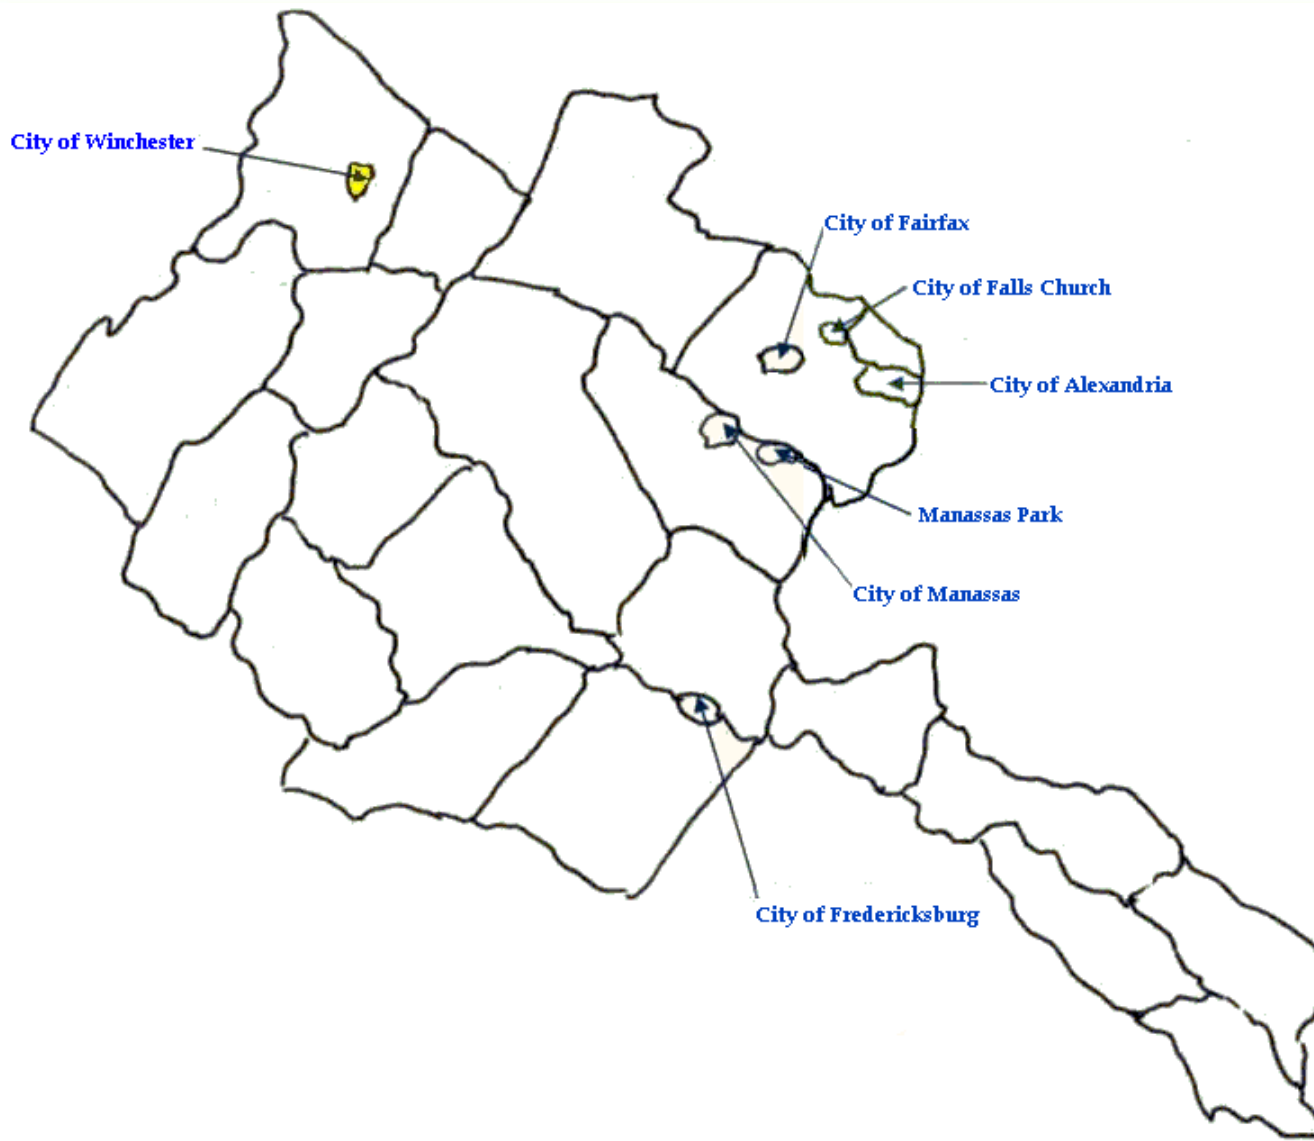 City of Winchester
City of Fairfax
City of Falls Church
City of Alexandria
Manassas Park
City of Manassas
City of Fredericksburg